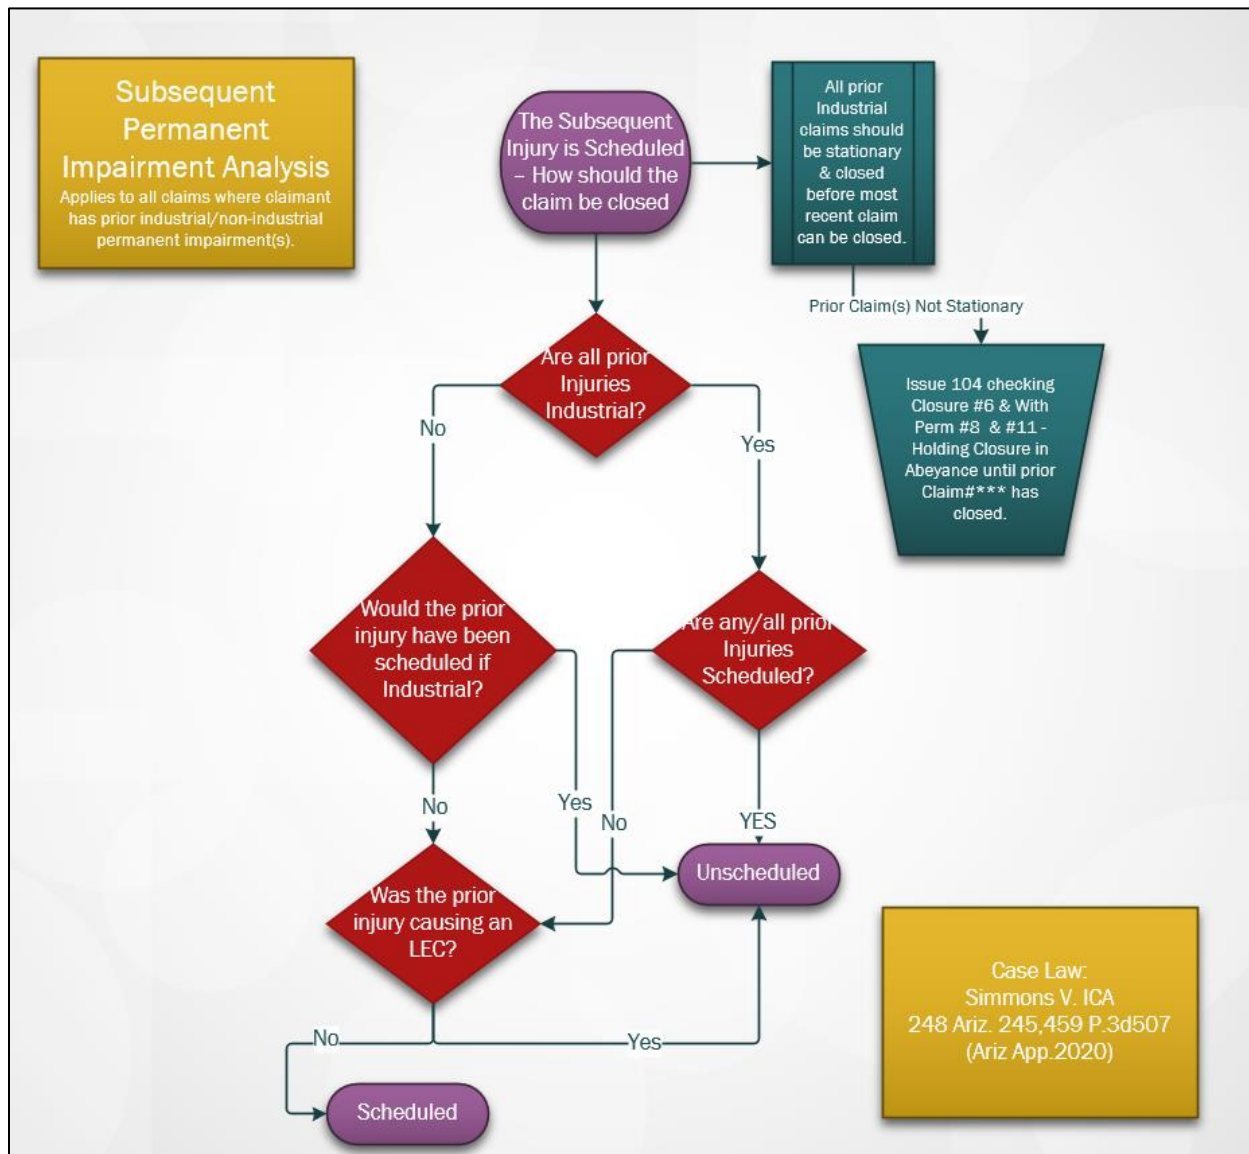 Subsequent
Permanent
Impairment Analysis
Applies to all claims where claimant
has prior industrial/non-industrial
permanent impairment(s).
The Subsequent
Injury is Scheduled
– How should the
claim be closed
All prior
Industrial
claims should
be stationary
& closed
before most
recent claim
can be closed.
Prior Claim(s) Not Stationary
Issue 104 checking
Closure #6 & With
Perm #8 & #11 -
Holding Closure in
Abeyance until prior
Claim#*** has
closed.
Are all prior
Injuries
Industrial?
No
Yes
Would the prior
injury have been
scheduled if
Industrial?
Are any/all prior
Injuries
Scheduled?
No
Yes
No
YES
Unscheduled
Was the prior
injury causing an
LEC?
No
Yes
Scheduled
Case Law:
Simmons V. ICA
248 Ariz. 245,459 P.3d507
(Ariz App.2020)